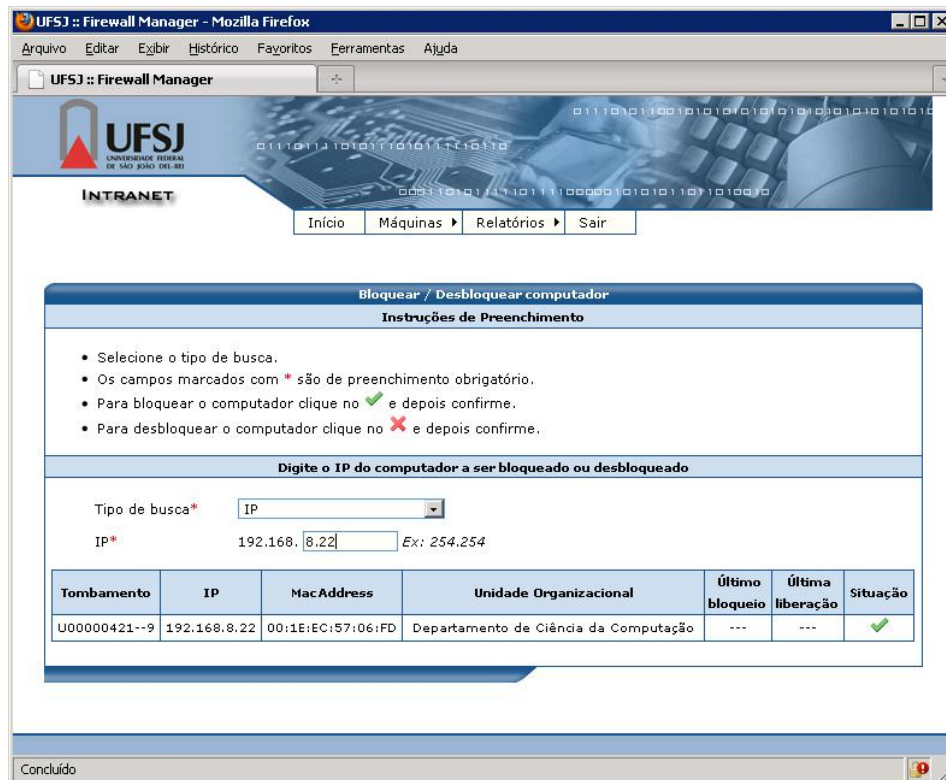 UFSJ :: Firewall Manager - Mozilla Firefox
Arquivo Editar Exibir Histórico Favoritos Ferramentas Ajuda
UFSJ :: Firewall Manager
UFSJ
UNIVERSIDADE FEDERAL
DE SÃO JOÃO DEL-REI
INTRANET
Início Máquinas Relatórios Sair
Bloquear / Desbloquear computador
Instruções de Preenchimento
• Selecione o tipo de busca.
• Os campos marcados com * são de preenchimento obrigatório.
• Para bloquear o computador clique no e depois confirme.
• Para desbloquear o computador clique no e depois confirme.
Digite o IP do computador a ser bloqueado ou desbloqueado
Tipo de busca* IP
IP* 192.168. 8.22 Ex: 254.254
Tombamento IP MacAddress Unidade Organizacional Último bloqueio Última liberação Situação
U00000421--9 192.168.8.22 00:1E:EC:57:06:FD Departamento de Ciência da Computação --- ---
Concluído